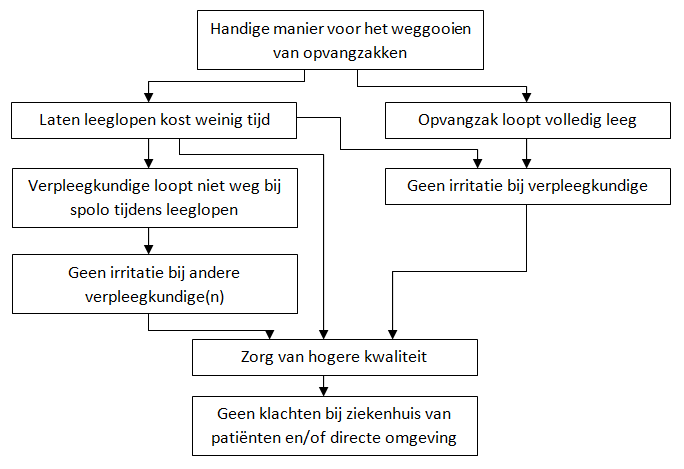 Handige manier voor het weggooien
van opvangzakken
Laten leeglopen kost weinig tijd
Opvangzak loopt volledig leeg
Verpleegkundige loopt niet weg bij
spolo tijdens leeglopen
Geen irritatie bij verpleegkundige
Geen irritatie bij andere
verpleegkundige(n)
Zorg van hogere kwaliteit
Geen klachten bij ziekenhuis van
patiënten en/of directe omgeving